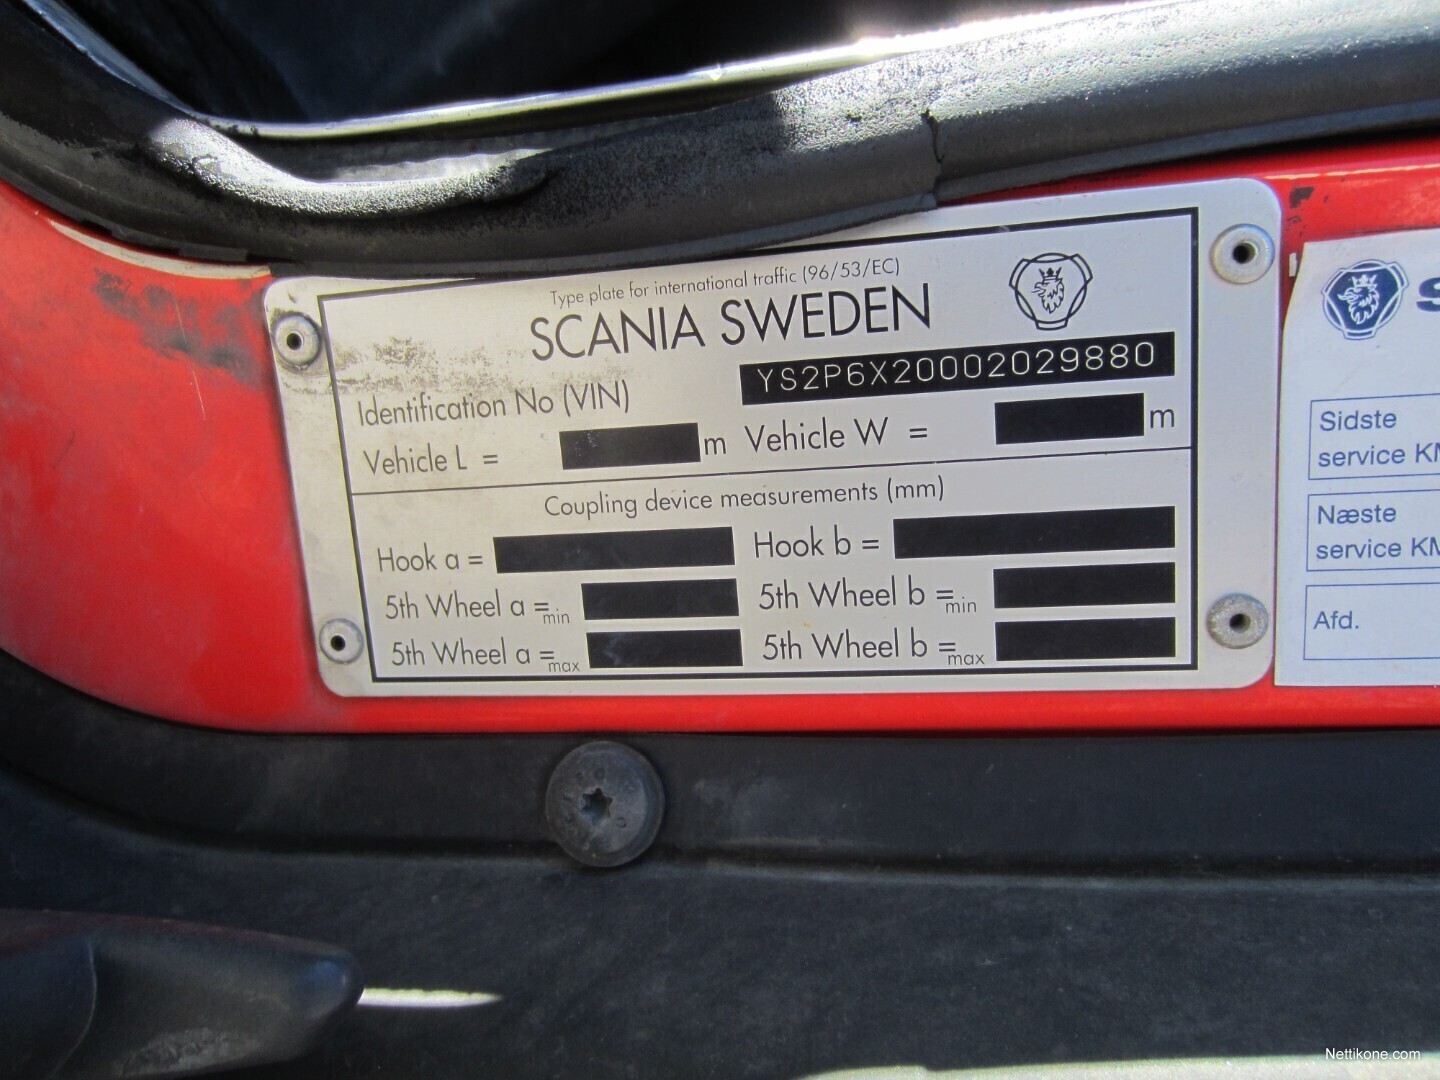 Type plate for international traffic (96/53/EC)
SCANIA SWEDEN
Identification No (VIN) YS2P6X20002029880
Vehicle L = m Vehicle W = m
Coupling device measurements (mm)
Hook a = Hook b =
5th Wheel a =min 5th Wheel b =min
5th Wheel a =max 5th Wheel b =max
S
Sidste
service KM
Næste
service KM
Afd.
Nettikone.com